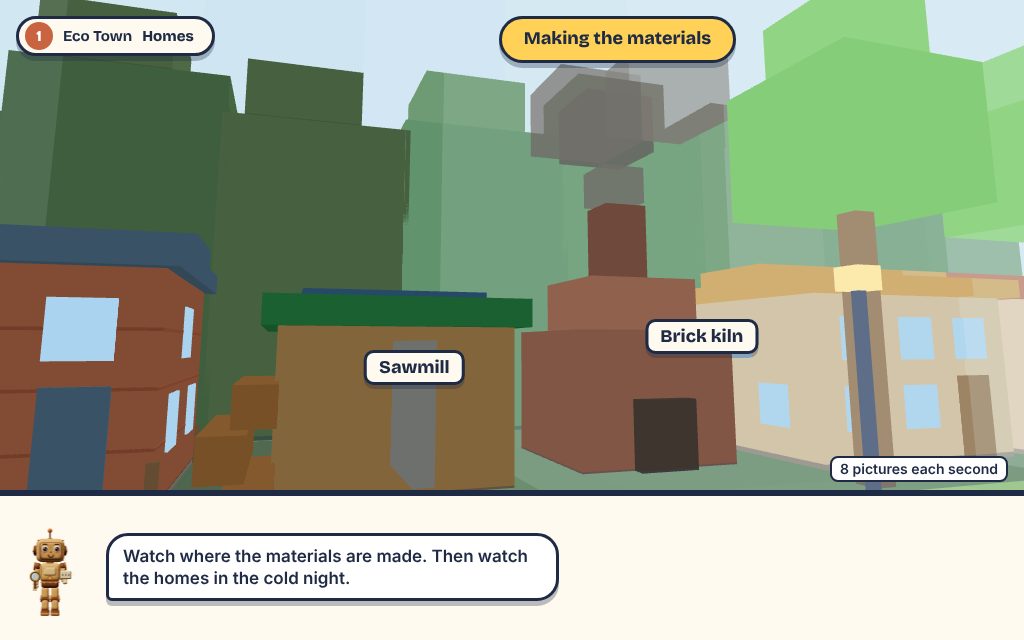 1 Eco Town Homes
Making the materials
Sawmill
Brick kiln
8 pictures each second
Watch where the materials are made. Then watch
the homes in the cold night.